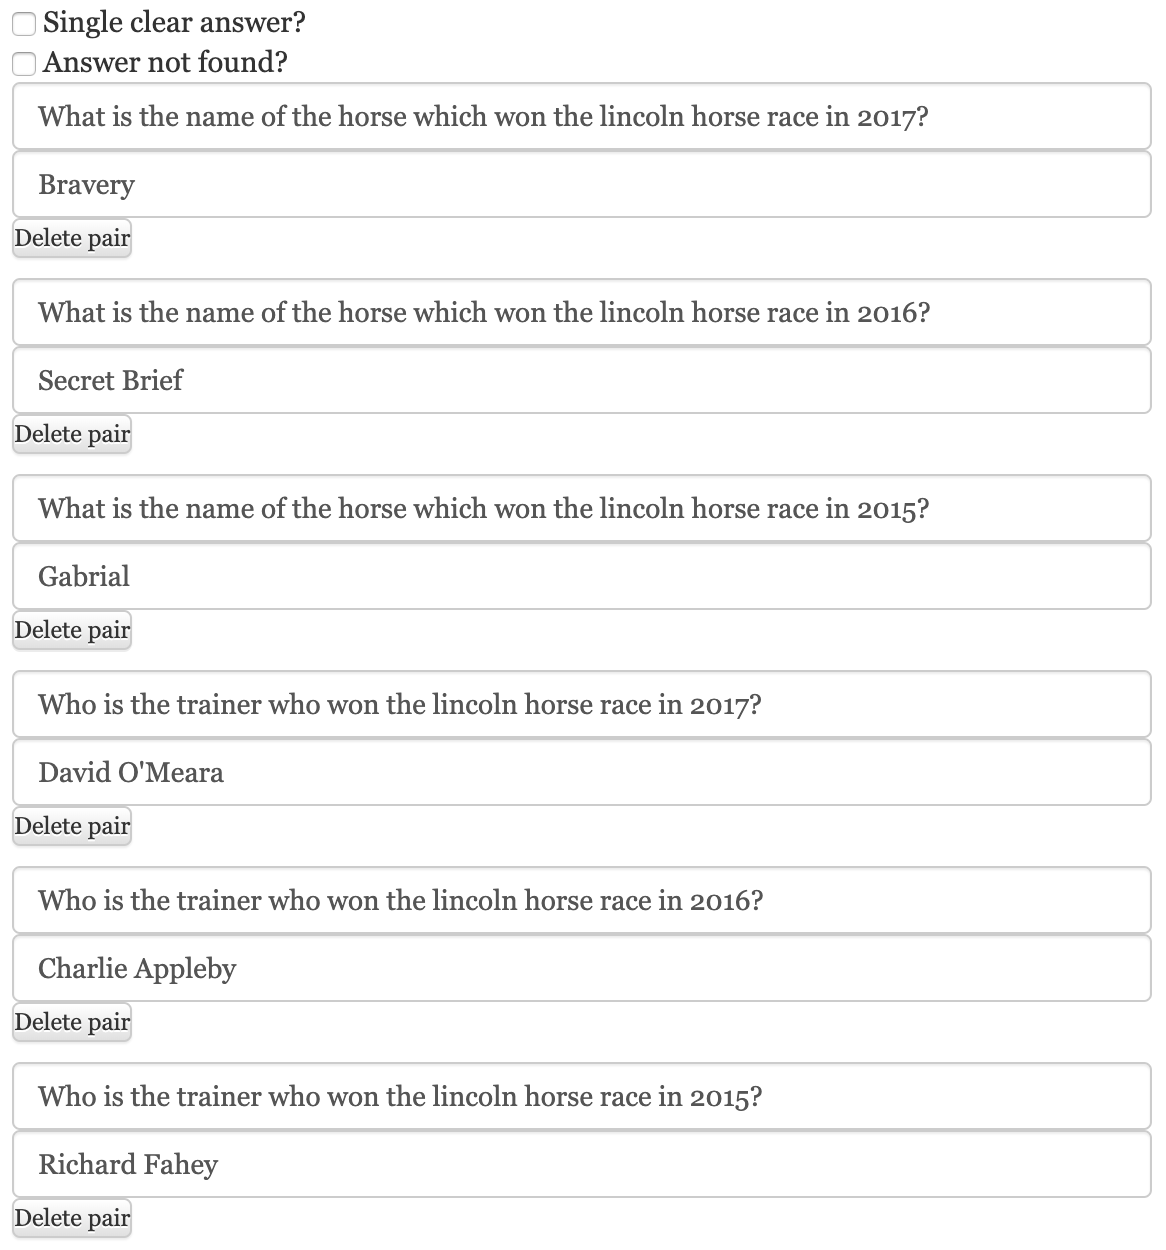 Single clear answer?
Answer not found?
What is the name of the horse which won the lincoln horse race in 2017?
Bravery
Delete pair
What is the name of the horse which won the lincoln horse race in 2016?
Secret Brief
Delete pair
What is the name of the horse which won the lincoln horse race in 2015?
Gabrial
Delete pair
Who is the trainer who won the lincoln horse race in 2017?
David O'Meara
Delete pair
Who is the trainer who won the lincoln horse race in 2016?
Charlie Appleby
Delete pair
Who is the trainer who won the lincoln horse race in 2015?
Richard Fahey
Delete pair